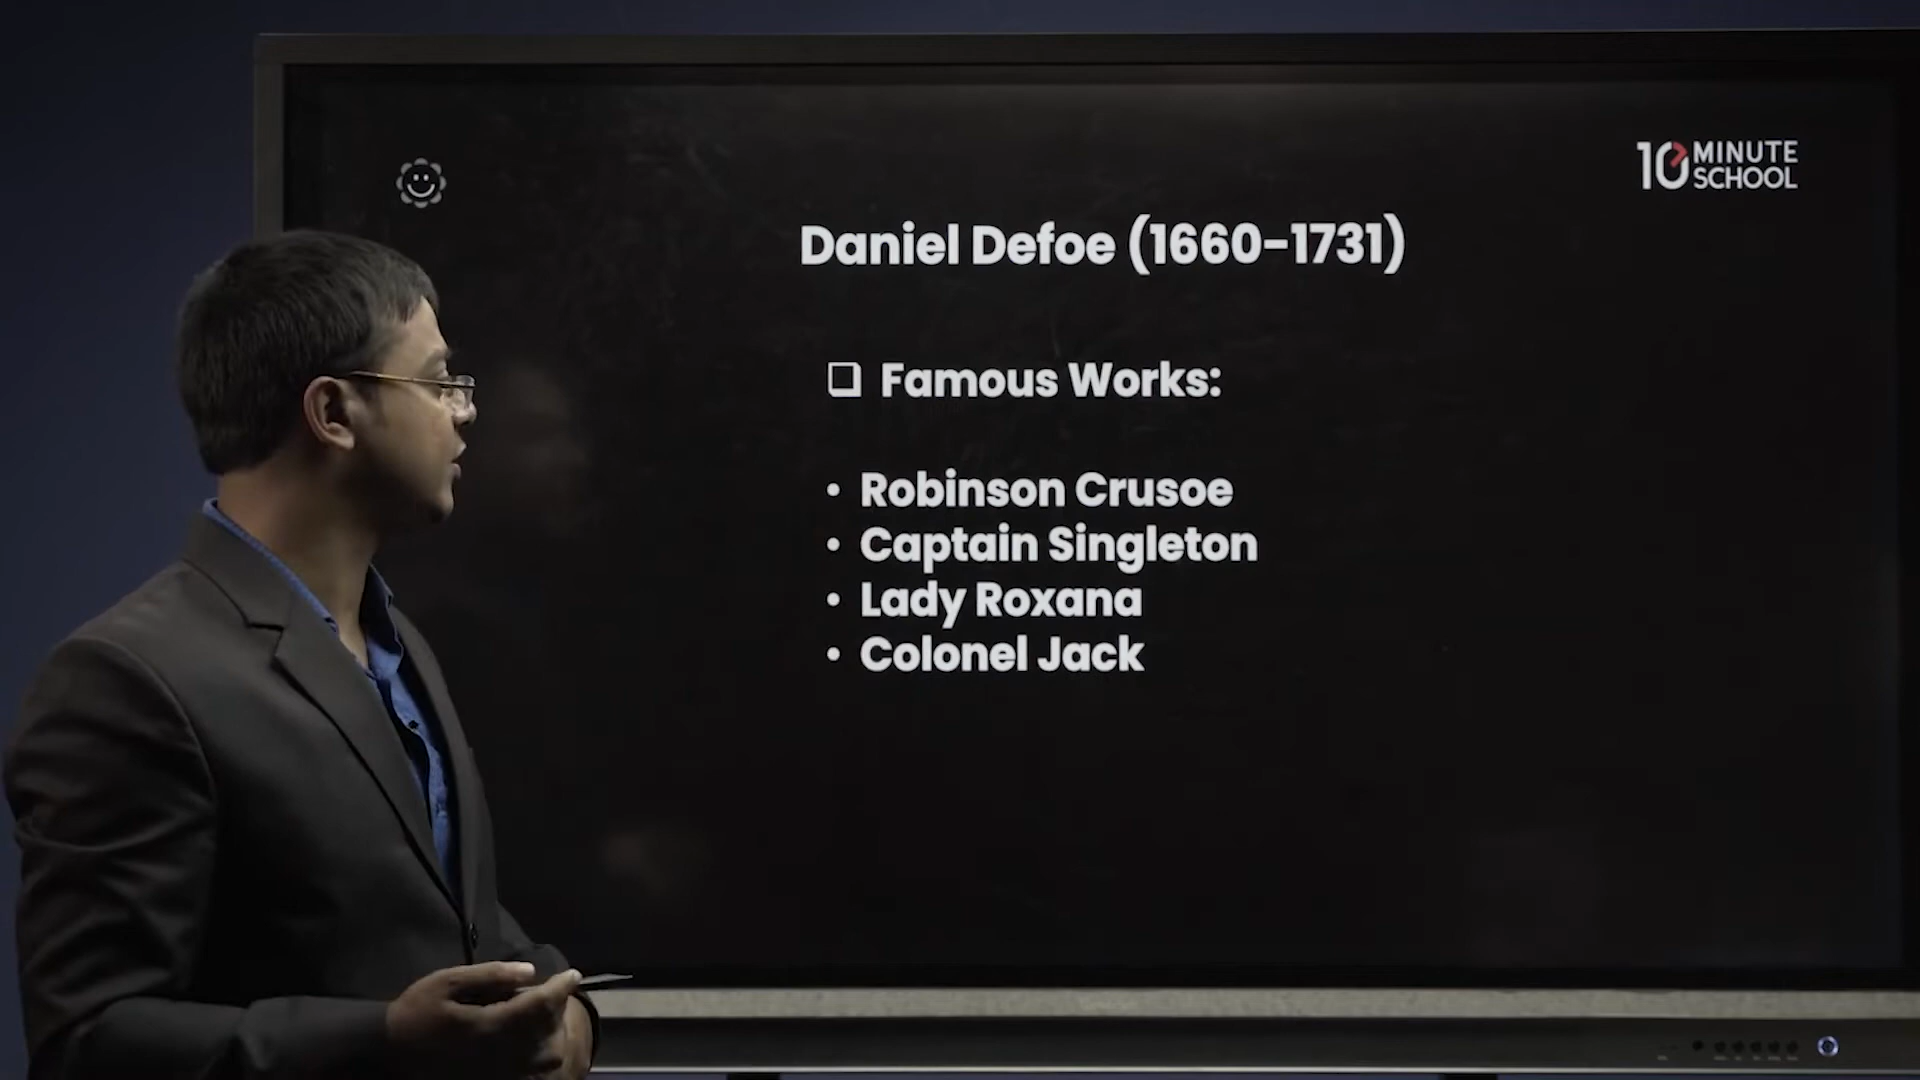 10 MINUTE
SCHOOL
Daniel Defoe (1660-1731)
❑ Famous Works:
• Robinson Crusoe
• Captain Singleton
• Lady Roxana
• Colonel Jack